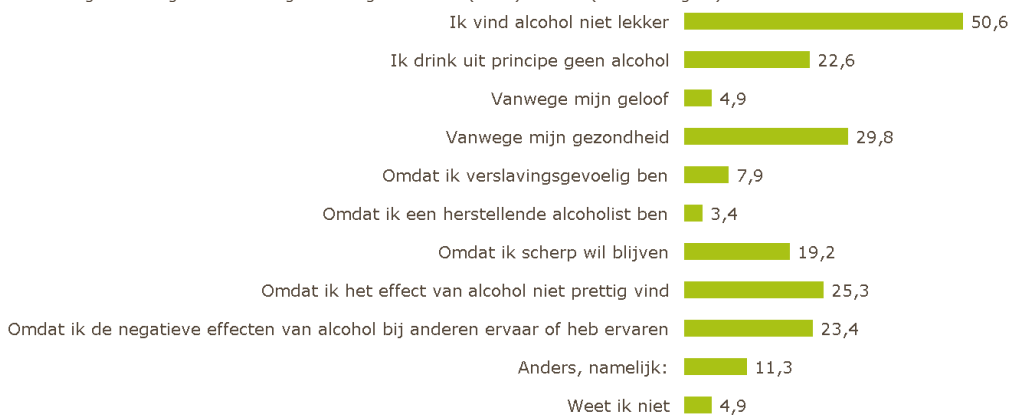 Ik vind alcohol niet lekker 50,6
Ik drink uit principe geen alcohol 22,6
Vanwege mijn geloof 4,9
Vanwege mijn gezondheid 29,8
Omdat ik verslavingsgevoelig ben 7,9
Omdat ik een herstellende alcoholist ben 3,4
Omdat ik scherp wil blijven 19,2
Omdat ik het effect van alcohol niet prettig vind 25,3
Omdat ik de negatieve effecten van alcohol bij anderen ervaar of heb ervaren 23,4
Anders, namelijk: 11,3
Weet ik niet 4,9